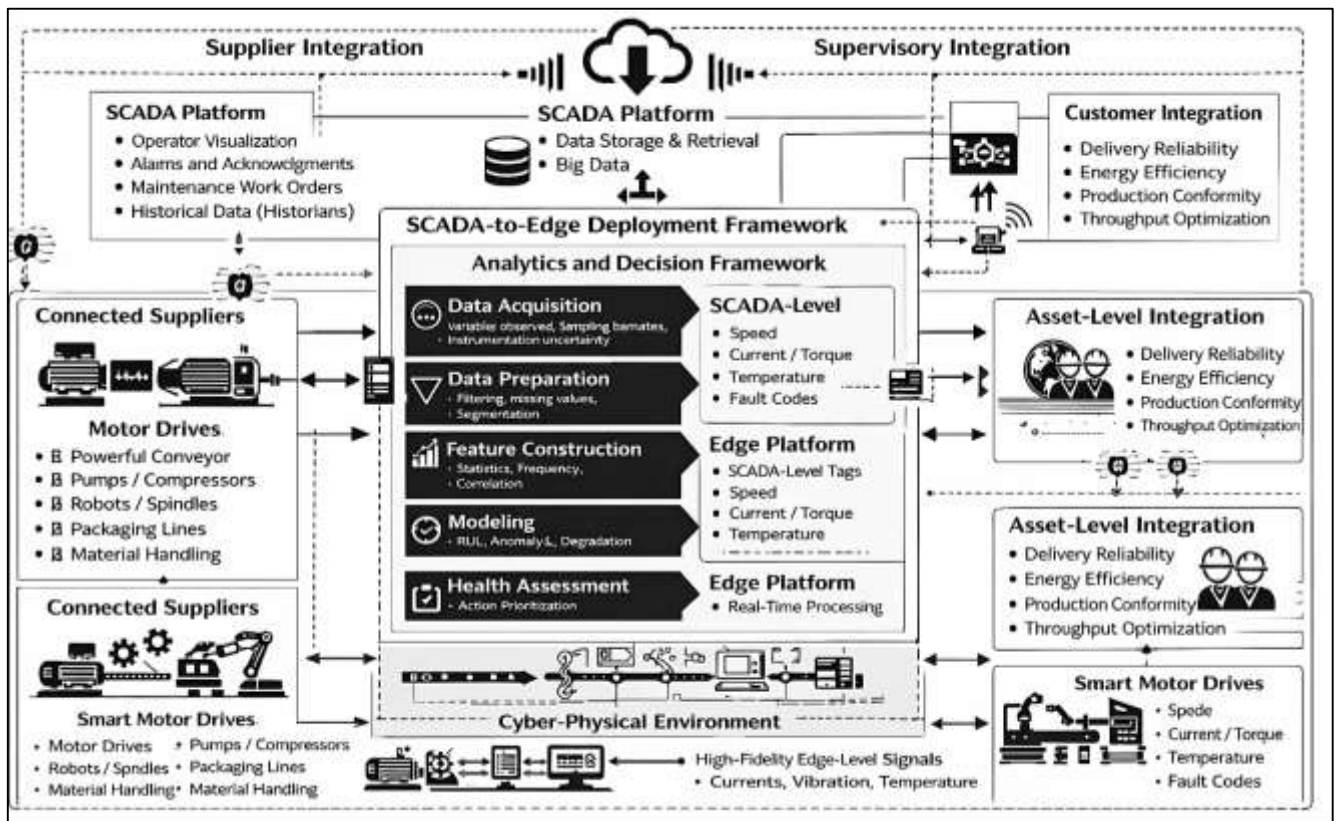 Supplier Integration
Supervisory Integration
SCADA Platform
• Operator Visualization
• Alaims and Acknowclgments
• Maintenance Work Orders
• Historical Data (Historians)
SCADA Platform
• Data Storage & Retrieval
• Big Data
Customer Integration
• Delivery Reliability
• Energy Efficiency
• Production Conformity
• Throughput Optimization
SCADA-to-Edge Deployment Framework
Analytics and Decision Framework
Data Acquisition
Variables observed, Sampling bamates,
• Instrumentation uncertainty
Data Preparation
• Filtering, missing values,
• Segmentation
Feature Construction
• Statistics, Frequency,
• Correlation
Modeling
• RUL, Anomaly.&, Degradation
Health Assessment
• Action Prioritization
SCADA-Level
• Speed
• Current / Torque
• Temperature
• Fault Codes
Edge Platform
• SCADA-Level Tags
• Speed
• Current / Torque
• Temperature
Edge Platform
• Real-Time Processing
Connected Suppliers
Motor Drives
• Powerful Conveyor
• Pumps / Compressors
• Robots / Spindles
• Packaging Lines
• Material Handling
Connected Suppliers
Smart Motor Drives
• Motor Drives
• Robots / Spndles
• Material Handling
• Pumps / Compressors
• Packaging Lines
• Material Handling
Asset-Level Integration
• Delivery Reliability
• Energy Efficiency
• Production Conformity
• Throughput Optimization
Asset-Level Integration
• Delivery Reliability
• Energy Efficiency
• Production Conformity
• Throughput Optimization
Smart Motor Drives
• Spede
• Current / Torque
• Temperature
• Fault Codes
Cyber-Physical Environment
High-Fidelity Edge-Level Signals
• Currents, Vibration, Temperature